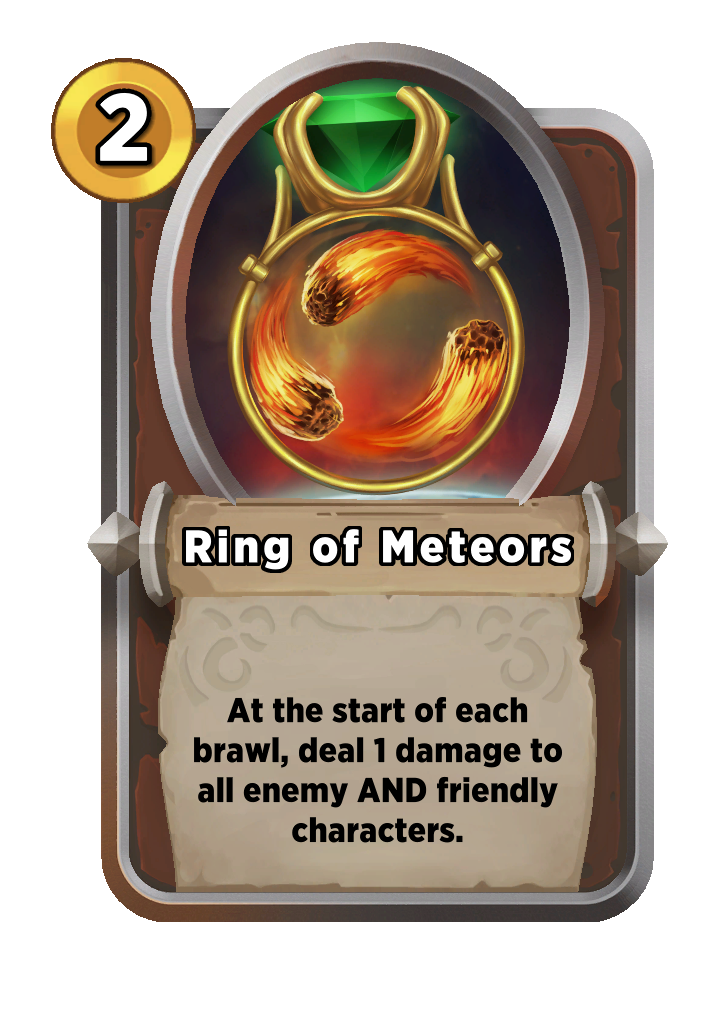 2
Ring of Meteors
At the start of each
brawl, deal 1 damage to
all enemy AND friendly
characters.